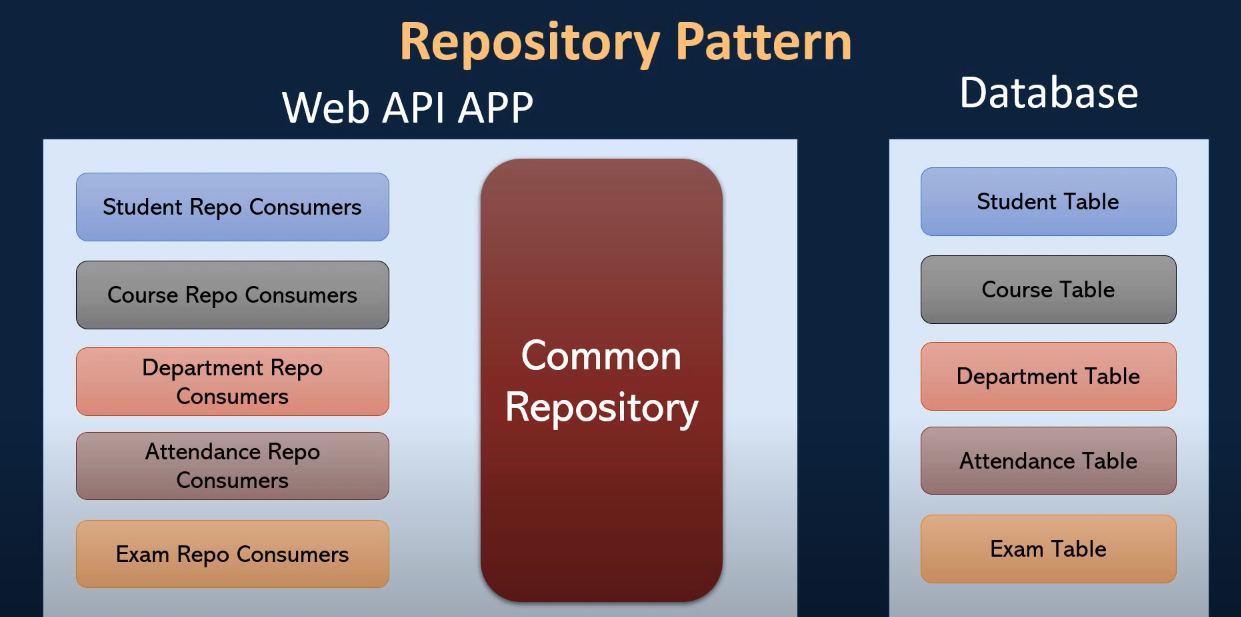 Repository Pattern
Web API APP
Database
Student Repo Consumers
Course Repo Consumers
Department Repo
Consumers
Attendance Repo
Consumers
Exam Repo Consumers
Common
Repository
Student Table
Course Table
Department Table
Attendance Table
Exam Table